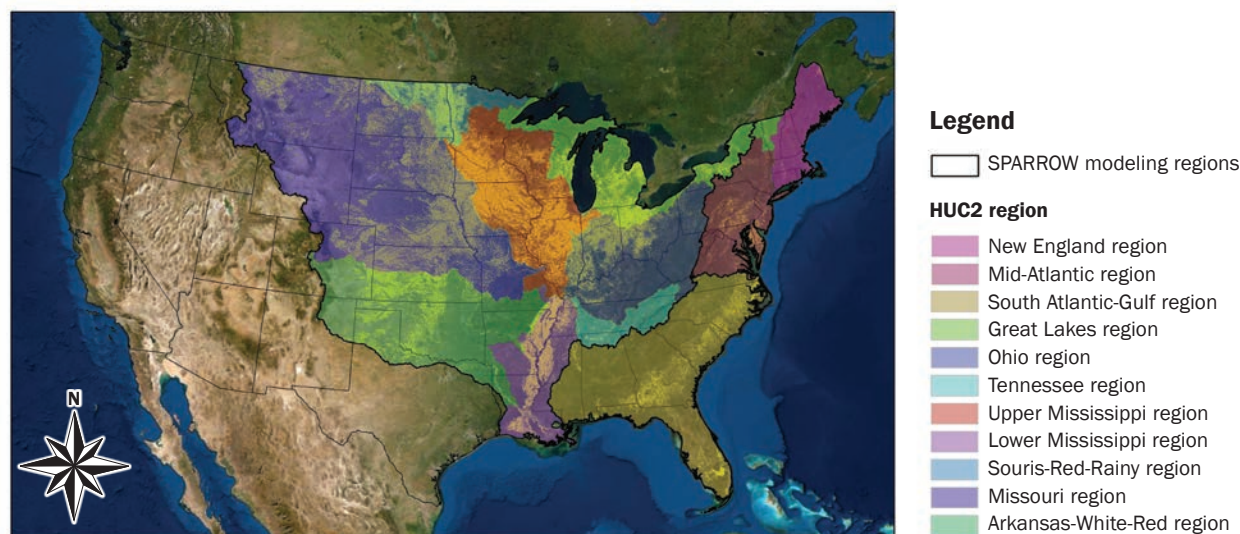 N
Legend
SPARROW modeling regions
HUC2 region
New England region
Mid-Atlantic region
South Atlantic-Gulf region
Great Lakes region
Ohio region
Tennessee region
Upper Mississippi region
Lower Mississippi region
Souris-Red-Rainy region
Missouri region
Arkansas-White-Red region